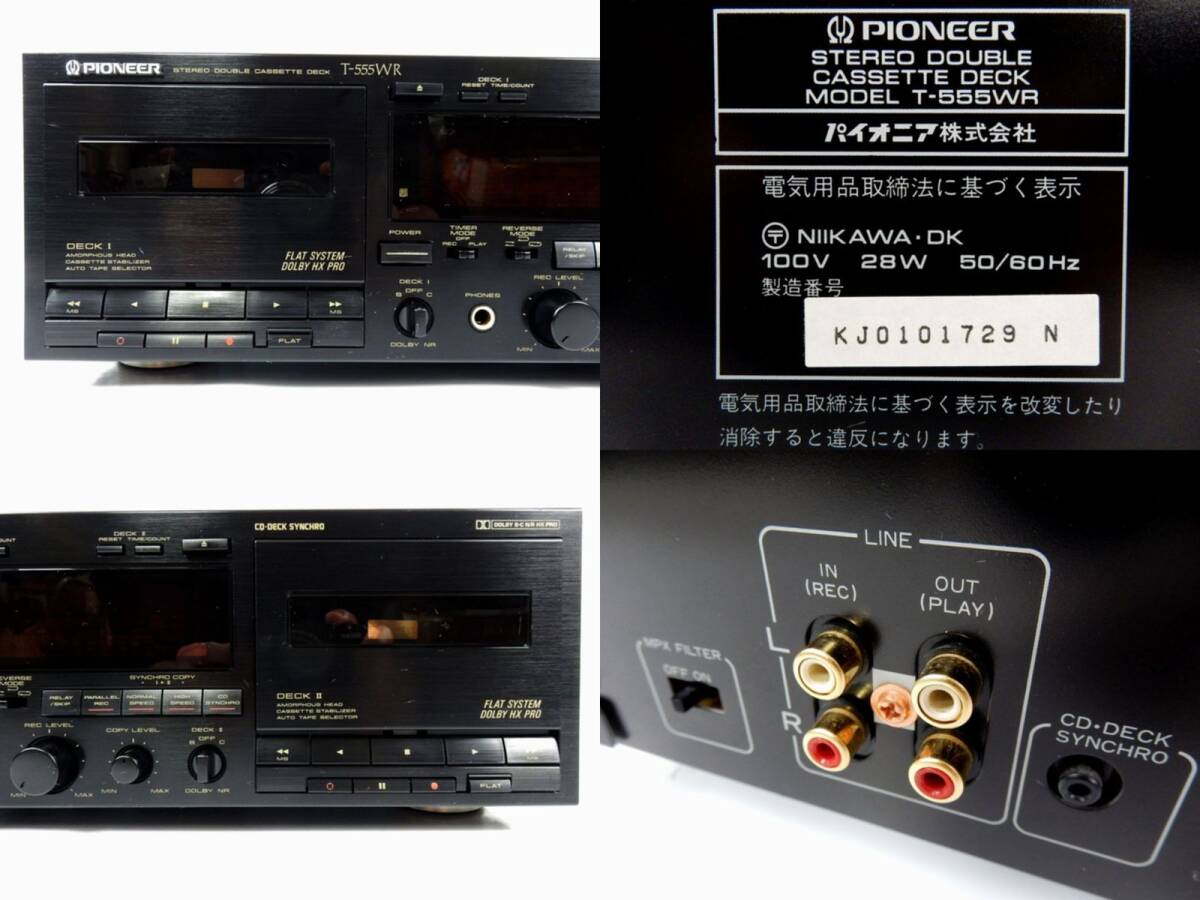 PIONEER STEREO DOUBLE CASSETTE DECK T-555WR
DECK I
RESET TIME/COUNT
DECK I
AMORPHOUS HEAD
CASSETTE STABILIZER
AUTO TAPE SELECTOR
FLAT SYSTEM
DOLBY HX PRO
POWER
TIMER MODE
OFF
REC PLAY
REVERSE MODE
RELAY /SKIP
DECK I
B OFF C
DOLBY NR
PHONES
REC LEVEL
MIN MAX
MS
MS
FLAT
PIONEER
STEREO DOUBLE
CASSETTE DECK
MODEL T-555WR
パイオニア株式会社
電気用品取締法に基づく表示
〒 NIIKAWA・DK
100V 28W 50/60Hz
製造番号
KJ0101729 N
電気用品取締法に基づく表示を改変したり
消除すると違反になります。
DECK II
RESET TIME/COUNT
CD-DECK SYNCHRO
DOLBY B-C NR HX PRO
SYNCHRO COPY
I▸II
REVERSE
MODE
RELAY /SKIP
PARALLEL REC
NORMAL SPEED
HIGH SPEED
CD SYNCHRO
DECK II
AMORPHOUS HEAD
CASSETTE STABILIZER
AUTO TAPE SELECTOR
FLAT SYSTEM
DOLBY HX PRO
REC LEVEL
MIN MAX
COPY LEVEL
MIN MAX
DECK II
B OFF C
DOLBY NR
MS
MS
FLAT
LINE
IN
(REC)
OUT
(PLAY)
L
R
MPX FILTER
OFF ON
CD・DECK
SYNCHRO